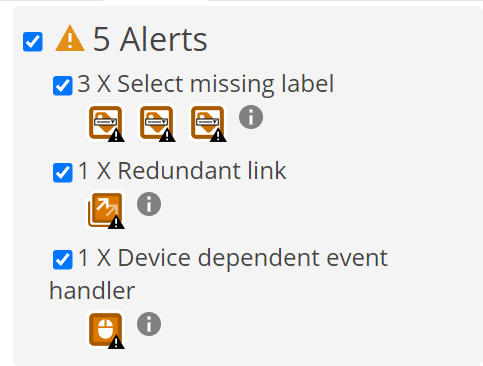 5 Alerts
3 X Select missing label
1 X Redundant link
1 X Device dependent event
handler